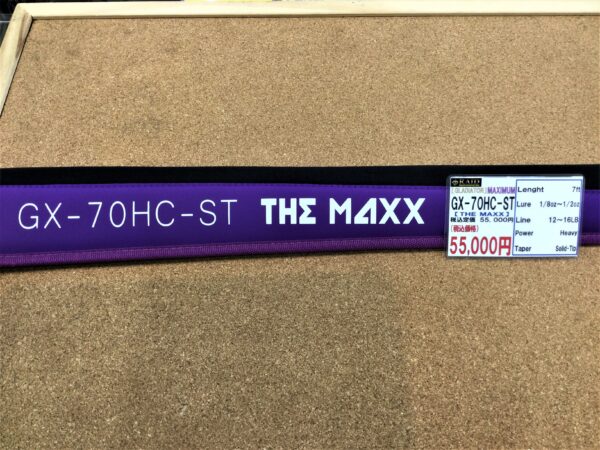 GX-70HC-ST THE MAXX
RAID
[GLADIATOR] MAXIMUM
GX-70HC-ST
[THE MAXX]
税込定価 55,000円
(税込価格)
55,000円
Lenght 7ft
Lure 1/8oz～1/2oz
Line 12～16LB
Power Heavy
Taper Solid-Tip